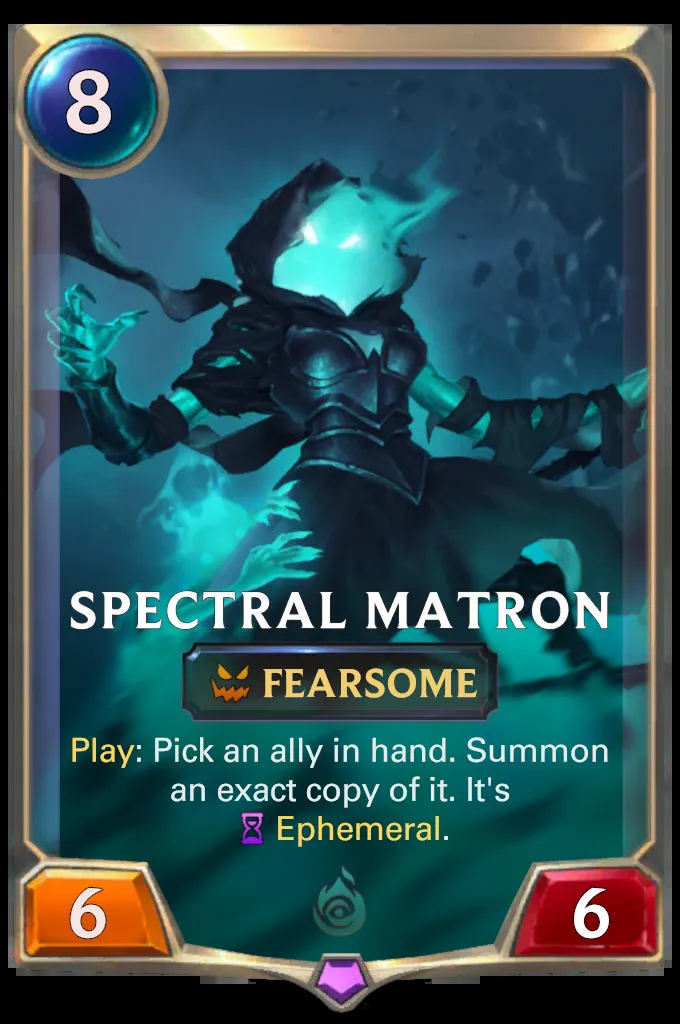 8
SPECTRAL MATRON
FEARSOME
Play: Pick an ally in hand. Summon
an exact copy of it. It's
Ephemeral.
6 6